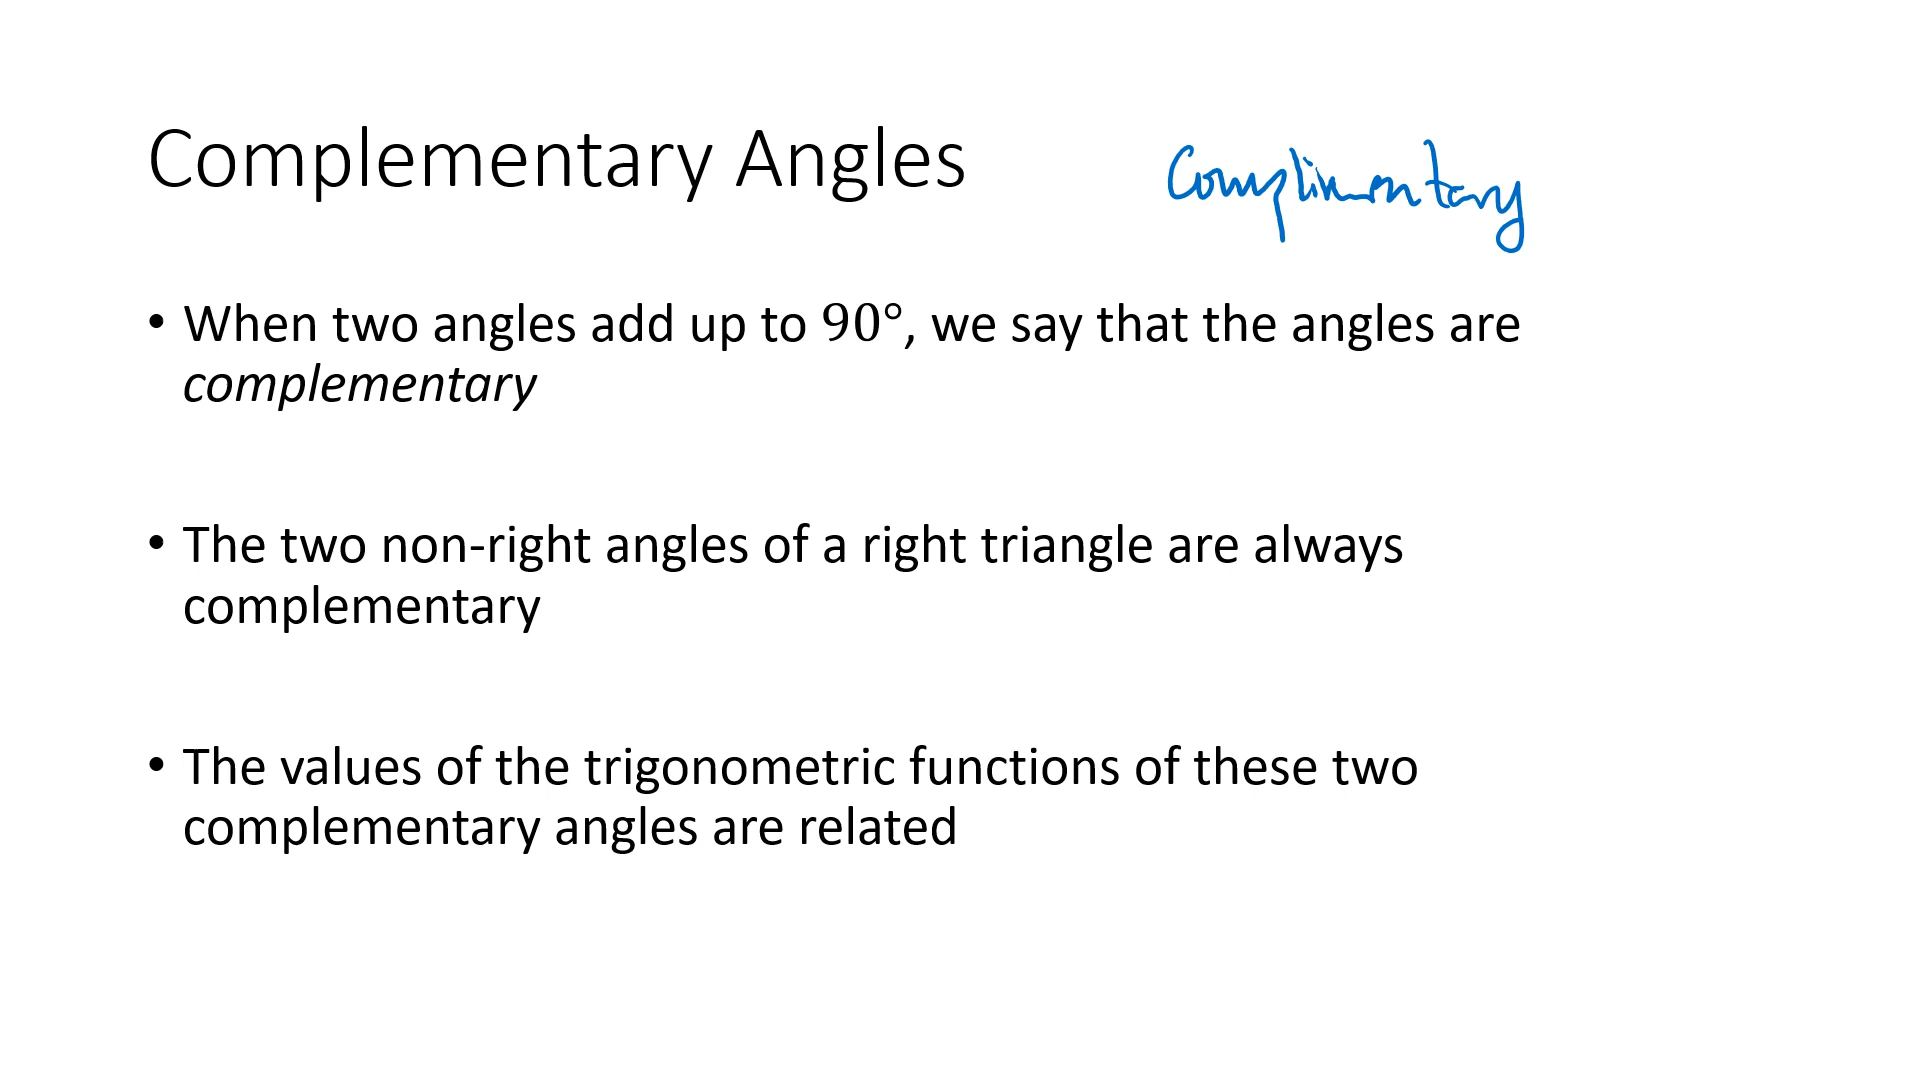 Complementary Angles
Complimentary
• When two angles add up to 90°, we say that the angles are
complementary
• The two non-right angles of a right triangle are always
complementary
• The values of the trigonometric functions of these two
complementary angles are related